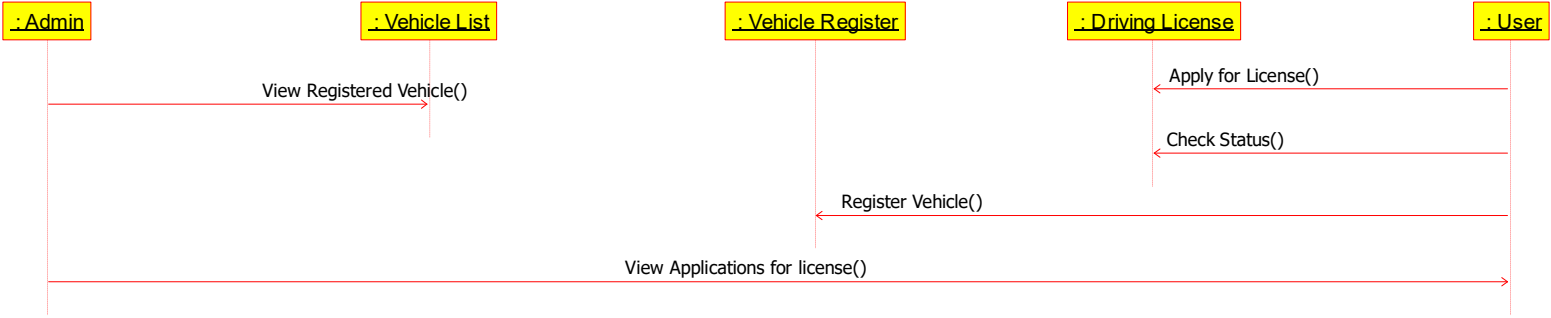 : Admin
: Vehicle List
: Vehicle Register
: Driving License
: User
Apply for License()
View Registered Vehicle()
Check Status()
Register Vehicle()
View Applications for license()